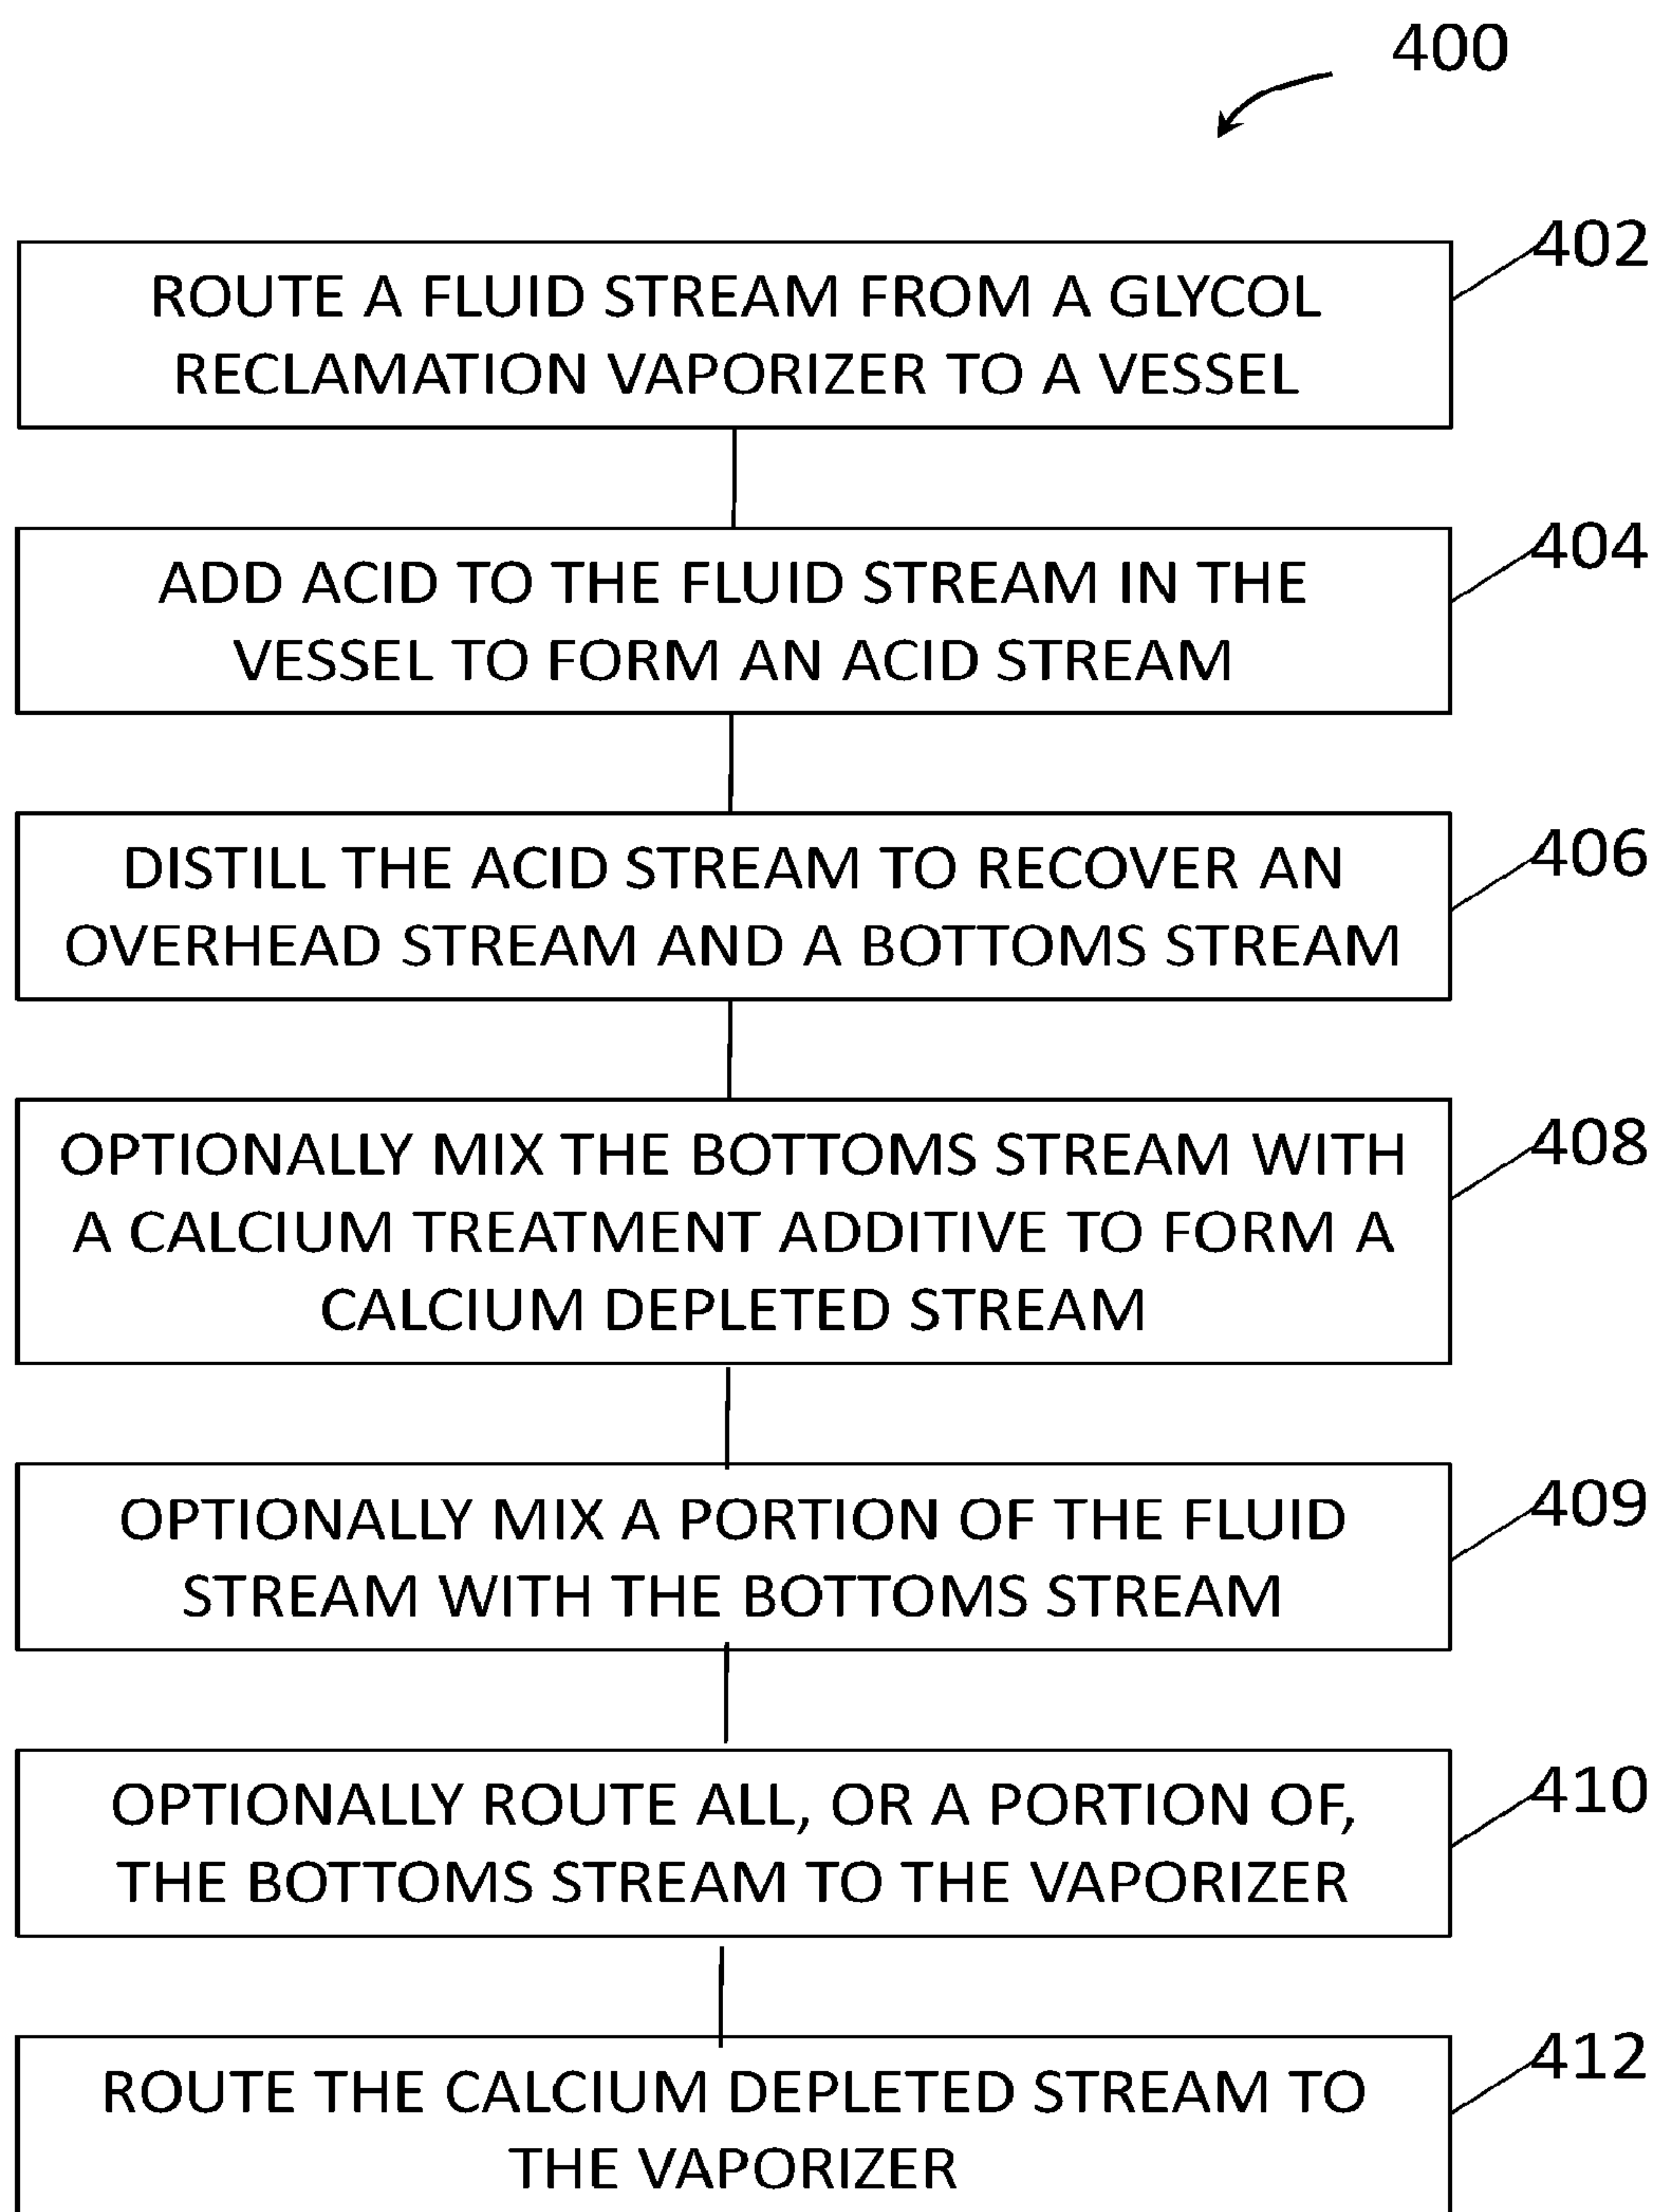 400
402
ROUTE A FLUID STREAM FROM A GLYCOL
RECLAMATION VAPORIZER TO A VESSEL
404
ADD ACID TO THE FLUID STREAM IN THE
VESSEL TO FORM AN ACID STREAM
406
DISTILL THE ACID STREAM TO RECOVER AN
OVERHEAD STREAM AND A BOTTOMS STREAM
408
OPTIONALLY MIX THE BOTTOMS STREAM WITH
A CALCIUM TREATMENT ADDITIVE TO FORM A
CALCIUM DEPLETED STREAM
409
OPTIONALLY MIX A PORTION OF THE FLUID
STREAM WITH THE BOTTOMS STREAM
410
OPTIONALLY ROUTE ALL, OR A PORTION OF,
THE BOTTOMS STREAM TO THE VAPORIZER
412
ROUTE THE CALCIUM DEPLETED STREAM TO
THE VAPORIZER